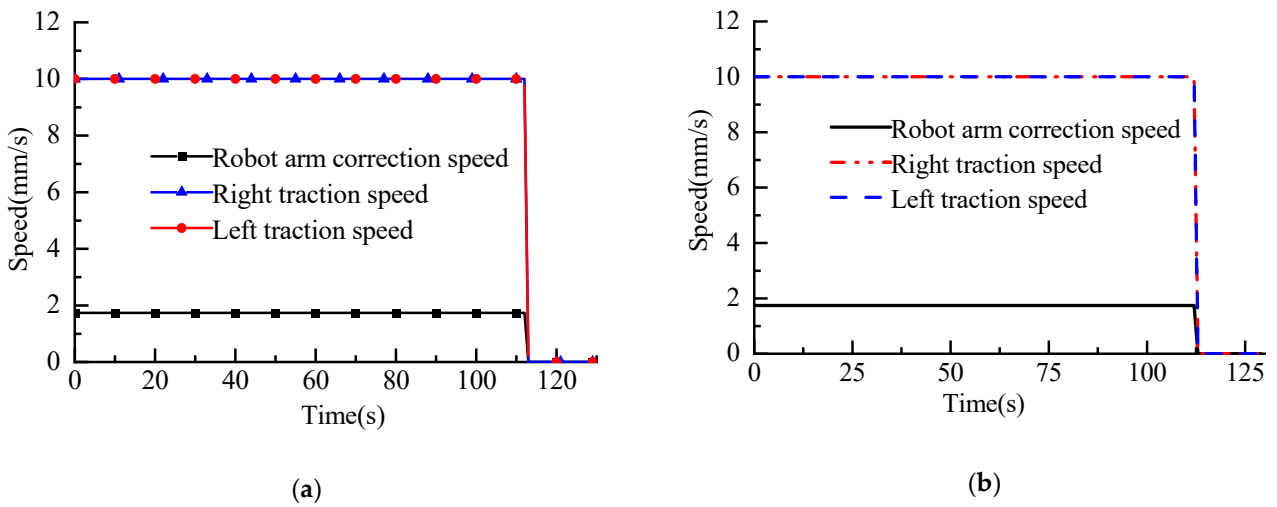 12
10
8
6
4
2
0
Speed(mm/s)
Robot arm correction speed
Right traction speed
Left traction speed
0 20 40 60 80 100 120
Time(s)
(a)
12
10
8
6
4
2
0
Speed(mm/s)
Robot arm correction speed
Right traction speed
Left traction speed
0 25 50 75 100 125
Time(s)
(b)